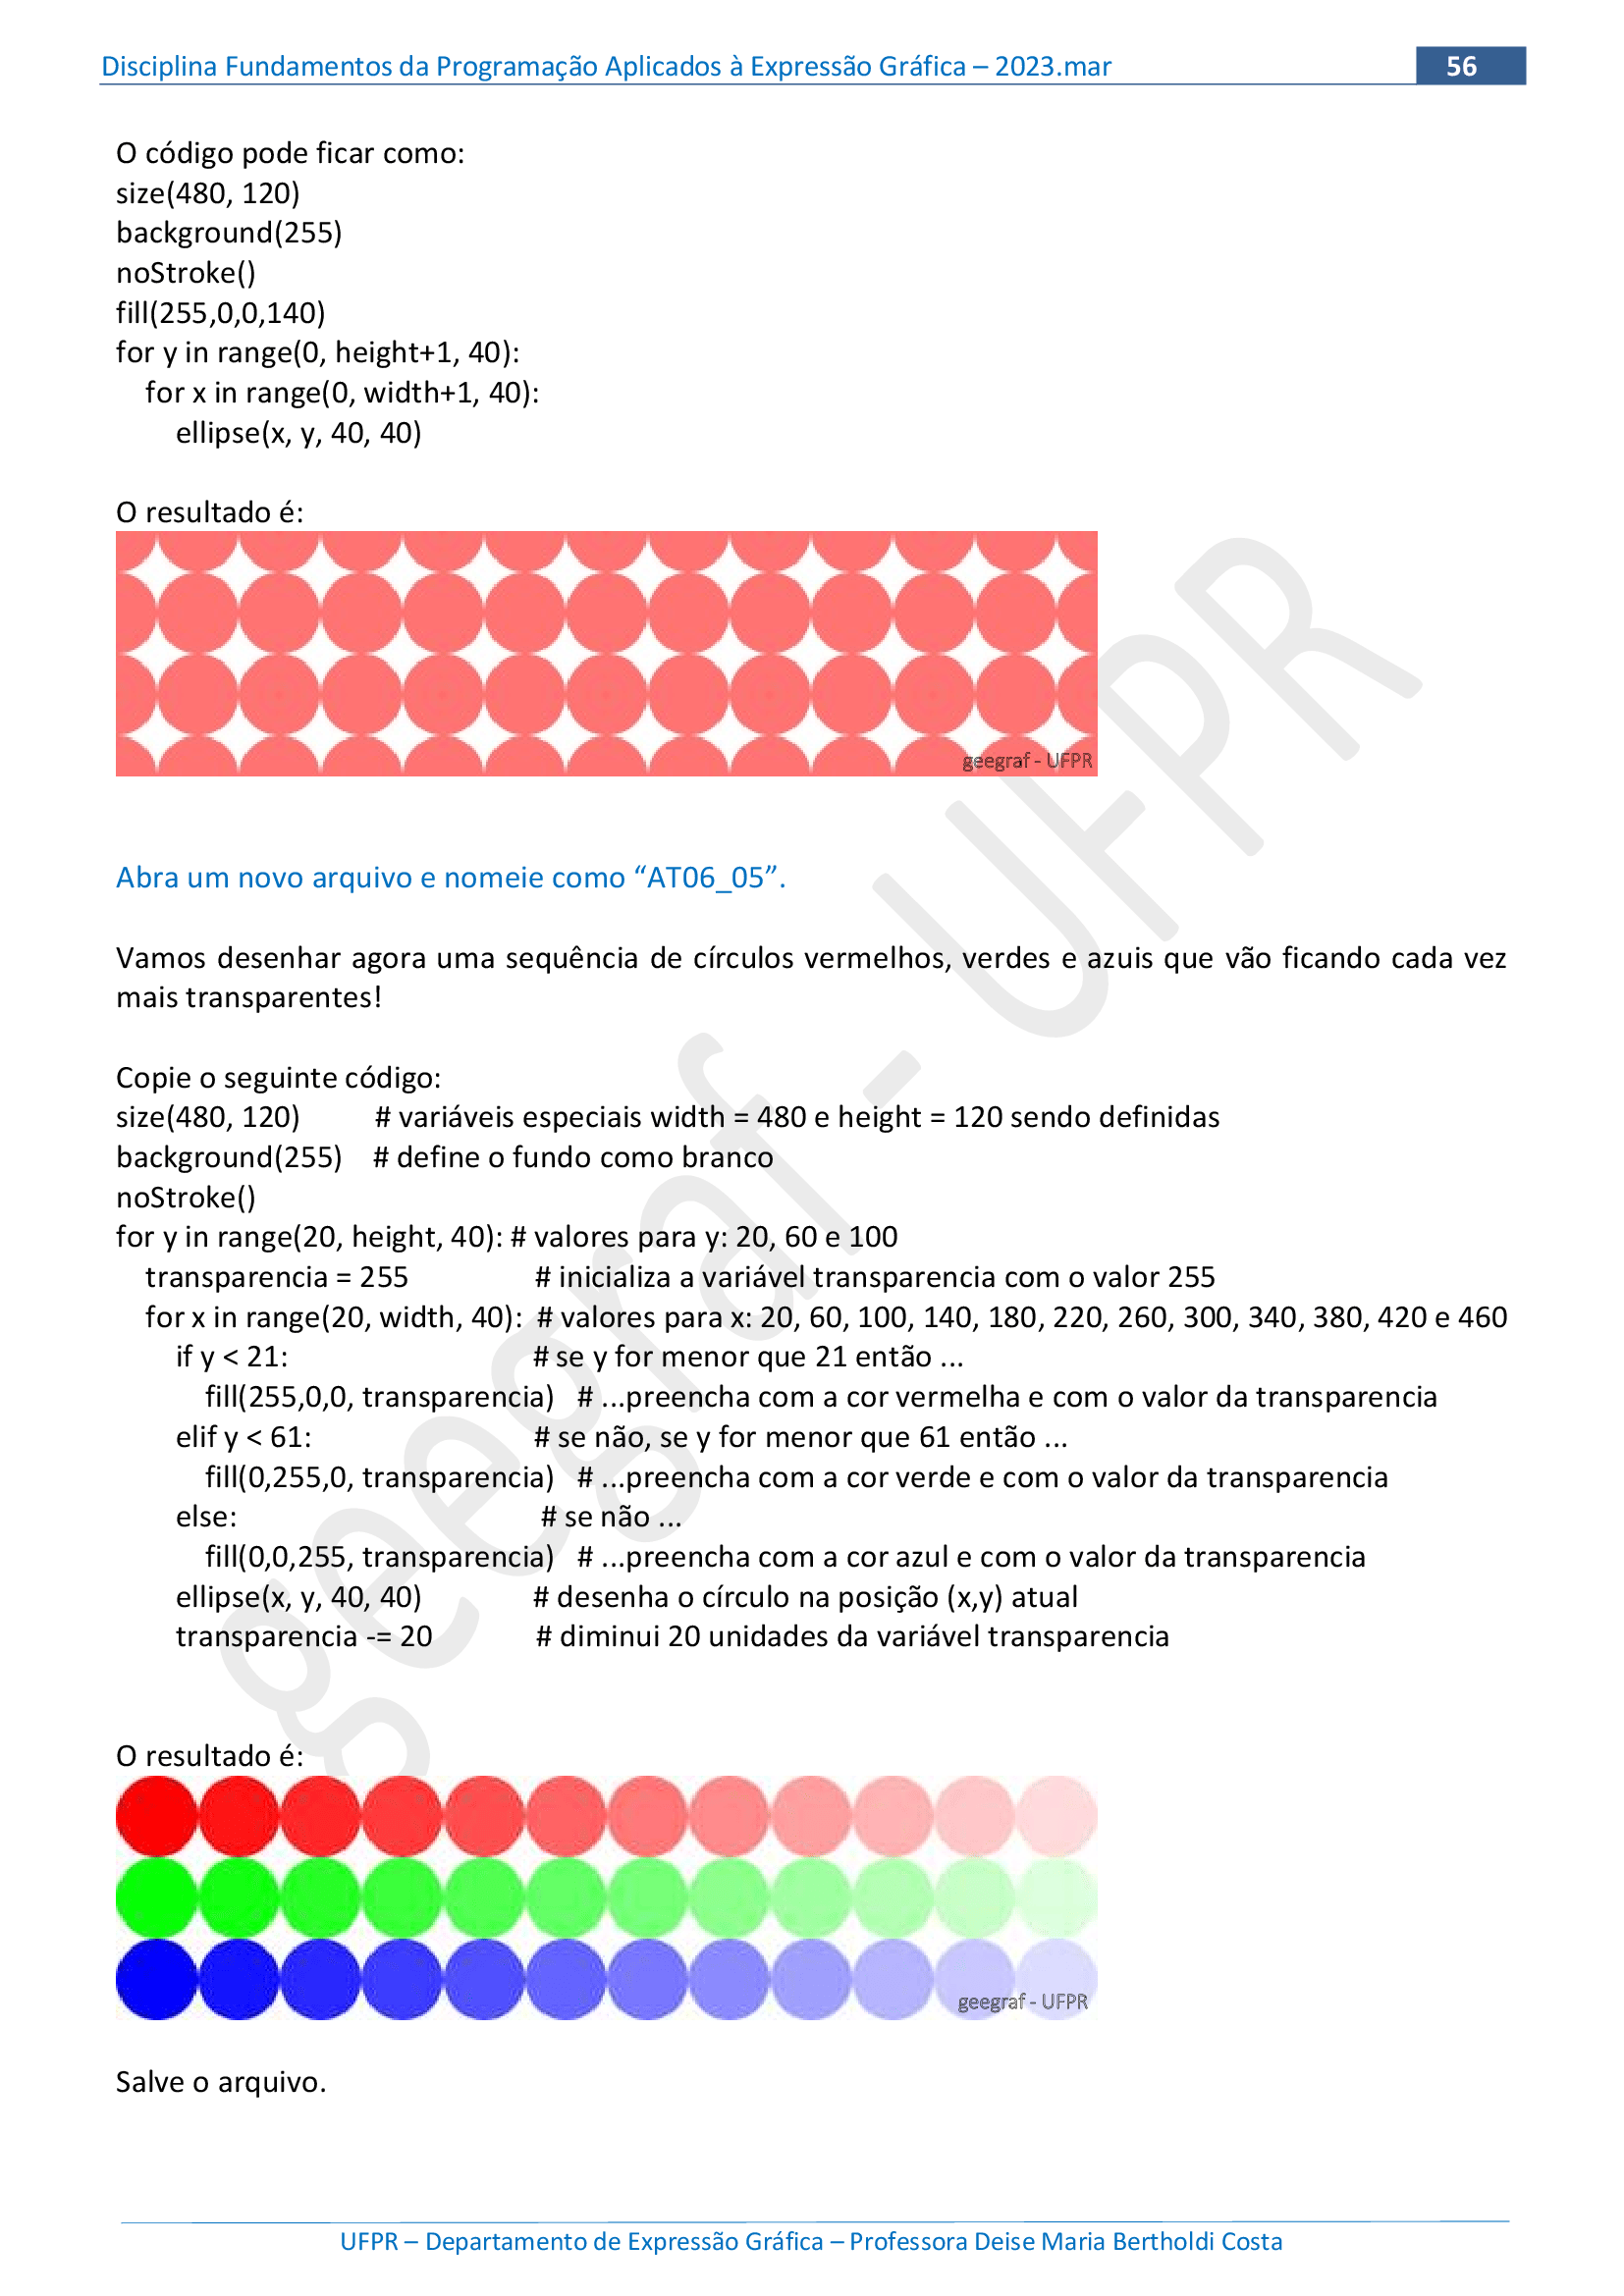 Disciplina Fundamentos da Programação Aplicados à Expressão Gráfica – 2023.mar
56
O código pode ficar como:
size(480, 120)
background(255)
noStroke()
fill(255,0,0,140)
for y in range(0, height+1, 40):
for x in range(0, width+1, 40):
ellipse(x, y, 40, 40)
O resultado é:
geegraf - UFPR
Abra um novo arquivo e nomeie como “AT06_05”.
Vamos desenhar agora uma sequência de círculos vermelhos, verdes e azuis que vão ficando cada vez
mais transparentes!
Copie o seguinte código:
size(480, 120) # variáveis especiais width = 480 e height = 120 sendo definidas
background(255) # define o fundo como branco
noStroke()
for y in range(20, height, 40): # valores para y: 20, 60 e 100
transparencia = 255 # inicializa a variável transparencia com o valor 255
for x in range(20, width, 40): # valores para x: 20, 60, 100, 140, 180, 220, 260, 300, 340, 380, 420 e 460
if y < 21: # se y for menor que 21 então ...
fill(255,0,0, transparencia) # ...preencha com a cor vermelha e com o valor da transparencia
elif y < 61: # se não, se y for menor que 61 então ...
fill(0,255,0, transparencia) # ...preencha com a cor verde e com o valor da transparencia
else: # se não ...
fill(0,0,255, transparencia) # ...preencha com a cor azul e com o valor da transparencia
ellipse(x, y, 40, 40) # desenha o círculo na posição (x,y) atual
transparencia -= 20 # diminui 20 unidades da variável transparencia
O resultado é:
geegraf - UFPR
Salve o arquivo.
geegraf - UFPR
UFPR – Departamento de Expressão Gráfica – Professora Deise Maria Bertholdi Costa